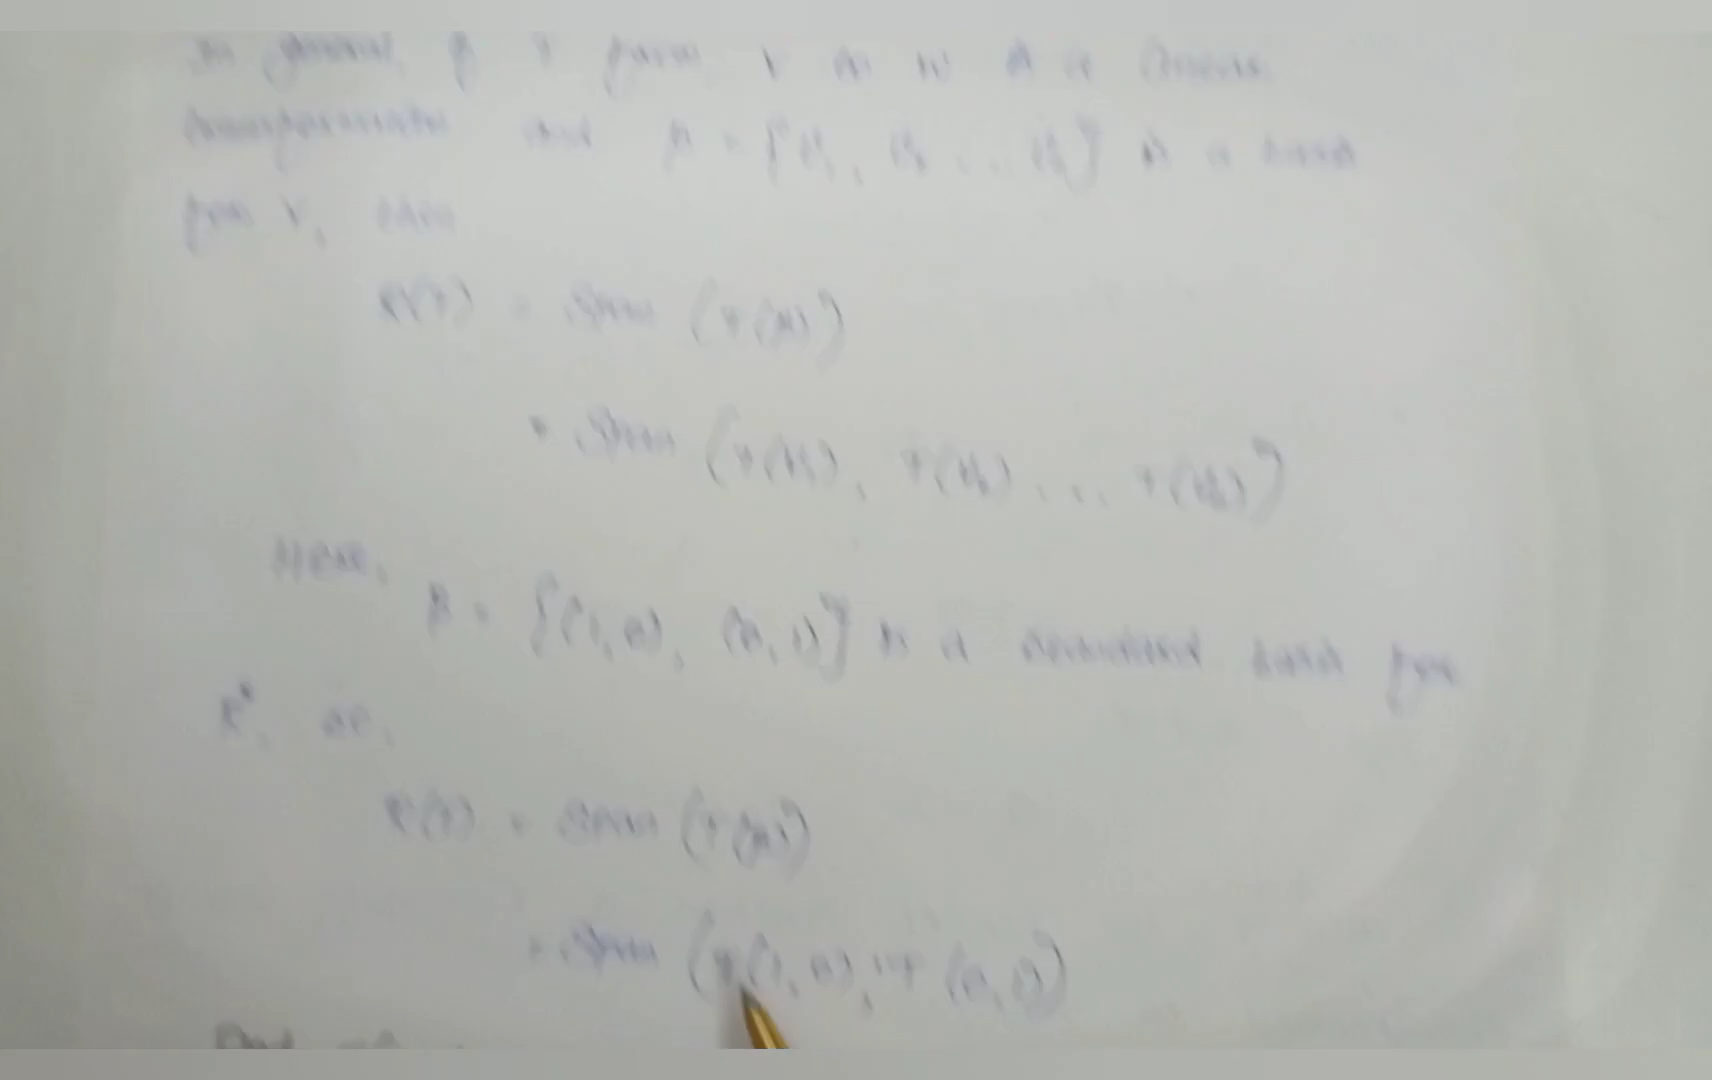 In general, if T from V to W is a linear
transformation and β = {v₁, v₂ ... vₙ} is a basis
for V, then
R(T) = Span (T(β))
= Span (T(v₁), T(v₂) ... T(vₙ))
Here,
β = {(1,0), (0,1)} is a standard basis for
R², so,
R(T) = Span (T(β))
= Span (T(1,0), T(0,1))